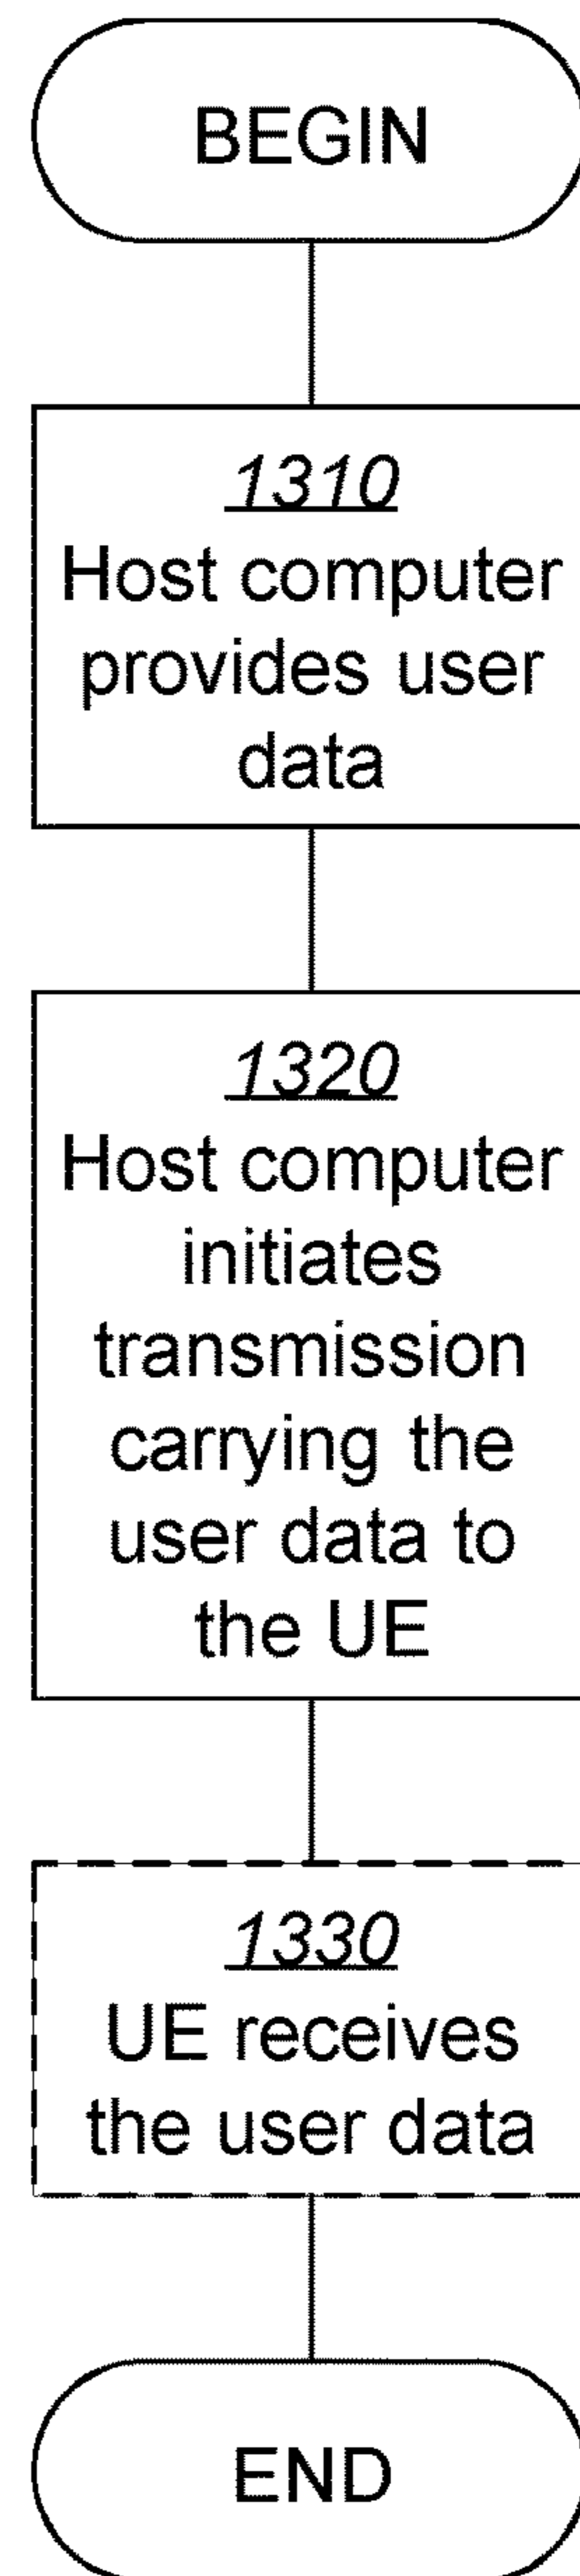 BEGIN
1310
Host computer
provides user
data
1320
Host computer
initiates
transmission
carrying the
user data to
the UE
1330
UE receives
the user data
END